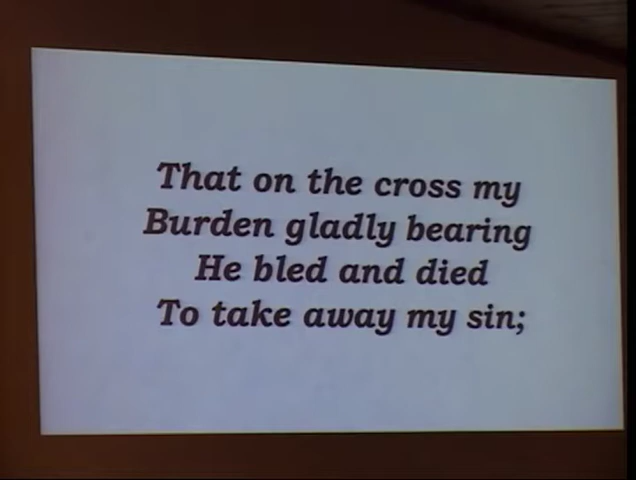 That on the cross my
Burden gladly bearing
He bled and died
To take away my sin;